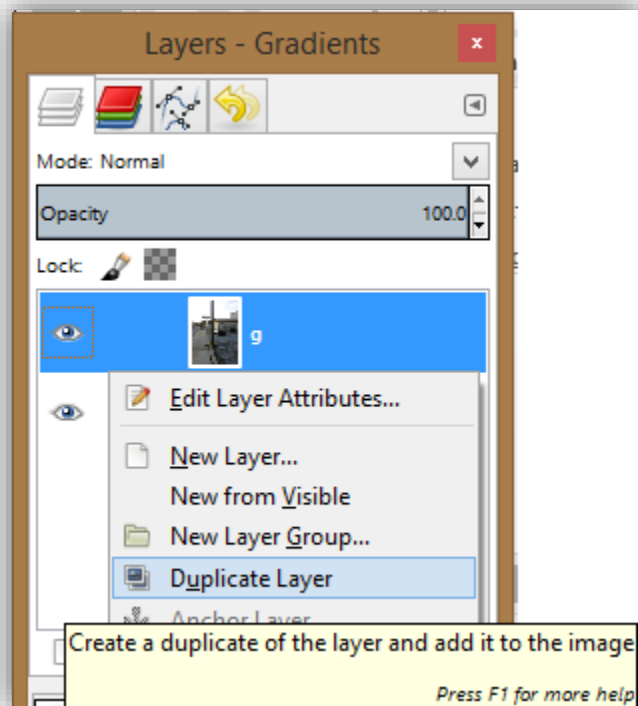 Layers - Gradients
Mode: Normal
Opacity 100.0
Lock:
g
Edit Layer Attributes...
New Layer...
New from Visible
New Layer Group...
Duplicate Layer
Anchor Layer
Create a duplicate of the layer and add it to the image
Press F1 for more help